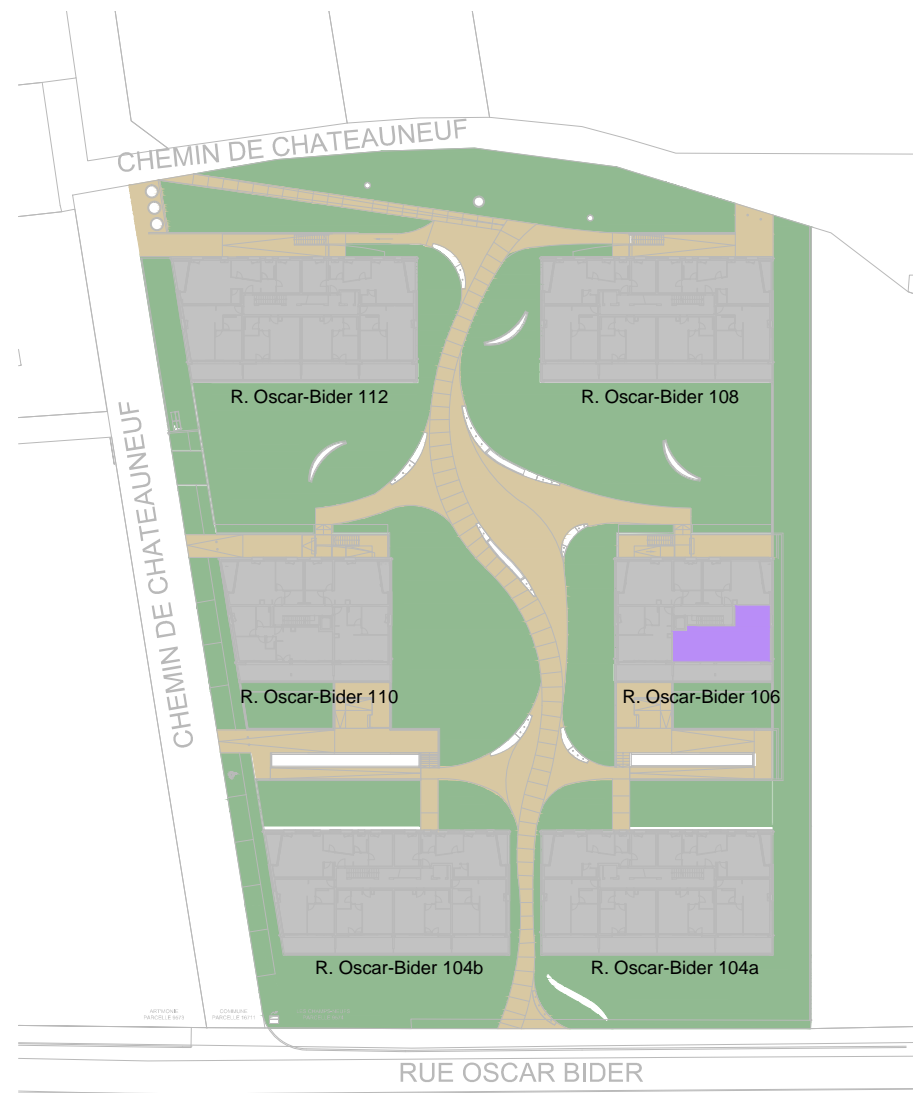 CHEMIN DE CHATEAUNEUF
R. Oscar-Bider 112
R. Oscar-Bider 108
CHEMIN DE CHATEAUNEUF
R. Oscar-Bider 110
R. Oscar-Bider 106
R. Oscar-Bider 104b
R. Oscar-Bider 104a
COMMUNE
RUE OSCAR BIDER